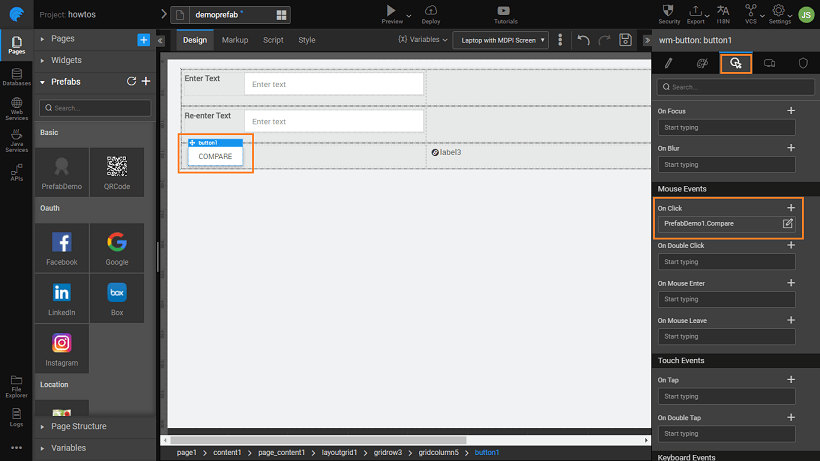 Project: howtos
demoprefab *
Preview
Deploy
Tutorials
Security
Export
I18N
VCS
Settings
JS
Pages
Databases
Web
Services
Java
Services
APIs
File
Explorer
Logs
Pages
Widgets
Prefabs
Search...
Basic
PrefabDemo
QRCode
Oauth
Facebook
Google
LinkedIn
Box
Instagram
Location
Page Structure
Variables
Design
Markup
Script
Style
(x) Variables
Laptop with MDPI Screen
Enter Text
Enter text
Re-enter Text
Enter text
button1
COMPARE
label3
page1 > content1 > page_content1 > layoutgrid1 > gridrow3 > gridcolumn5 > button1
wm-button: button1
Search...
On Focus
Start typing
On Blur
Start typing
Mouse Events
On Click
PrefabDemo1.Compare
On Double Click
Start typing
On Mouse Enter
Start typing
On Mouse Leave
Start typing
Touch Events
On Tap
Start typing
On Double Tap
Start typing
Keyboard Events